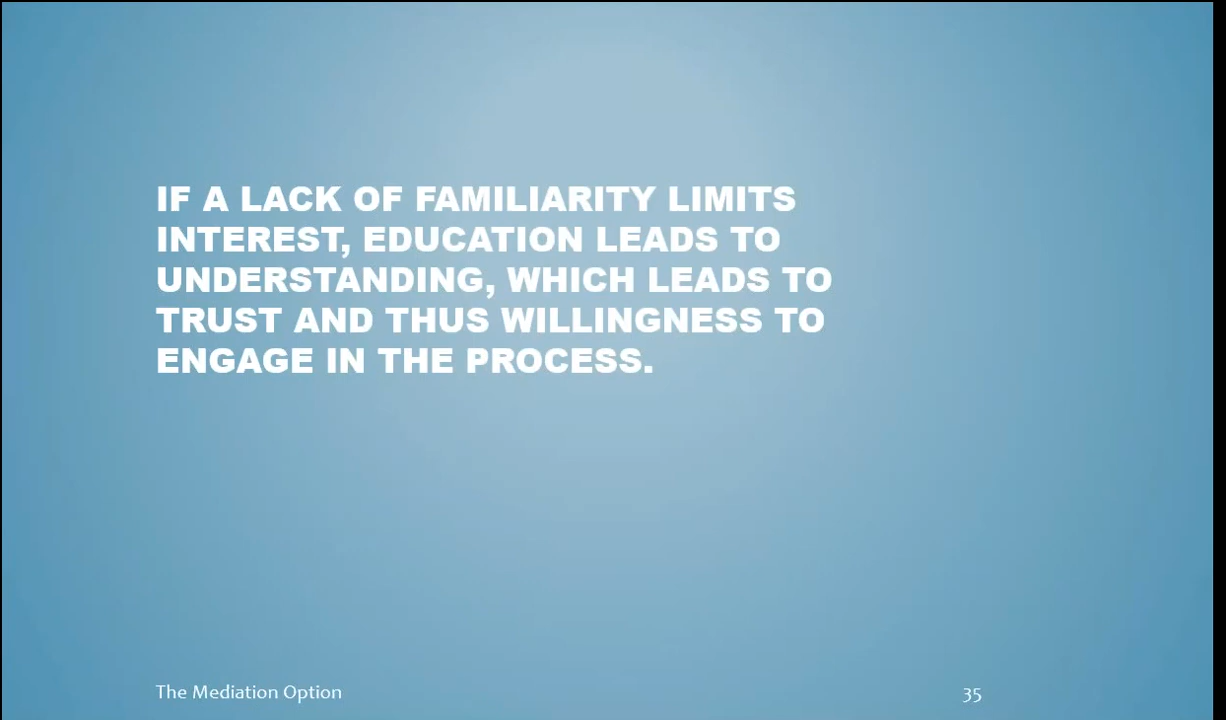 IF A LACK OF FAMILIARITY LIMITS
INTEREST, EDUCATION LEADS TO
UNDERSTANDING, WHICH LEADS TO
TRUST AND THUS WILLINGNESS TO
ENGAGE IN THE PROCESS.
The Mediation Option
35